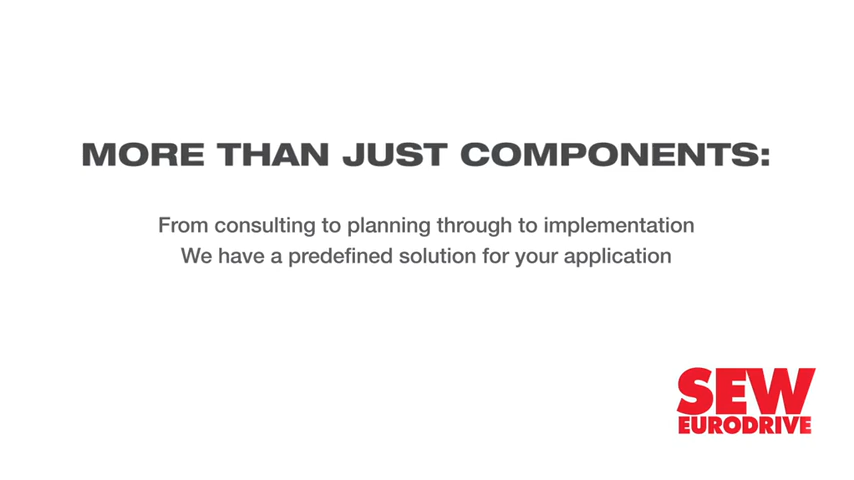 MORE THAN JUST COMPONENTS:
From consulting to planning through to implementation
We have a predefined solution for your application
SEW
EURODRIVE